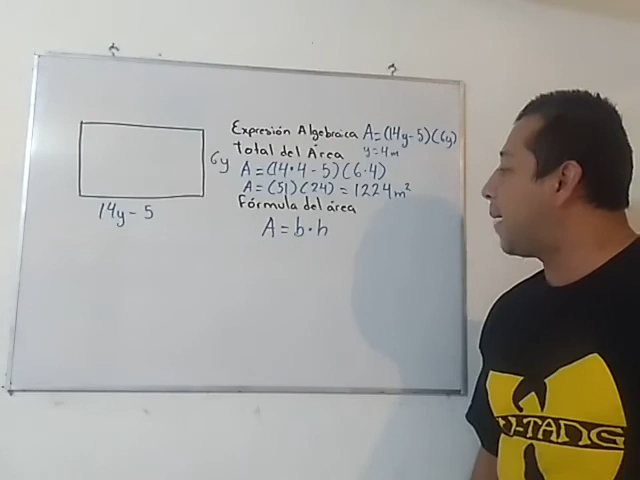 Expresión Algebraica A=(14y-5)(6y)
Total del Área y=4m
6y A=(14•4-5)(6•4)
A=(51)(24)=1224m²
14y-5 Fórmula del área
A=b•h
TANG